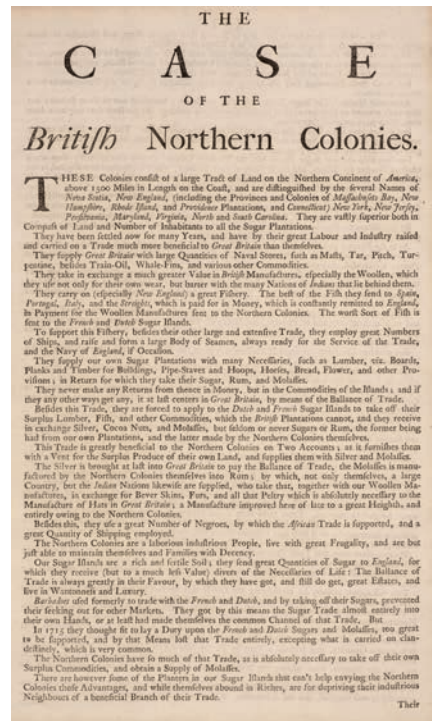 THE
CASE
OF THE
Britiſh Northern Colonies.
THESE Colonies conſiſt of a large Tract of Land on the Northern Continent of America,
above 1500 Miles in Length on the Coaſt, and are diſtinguiſhed by the ſeveral Names of
Nova Scotia, New England, (including the Provinces and Colonies of Maſſachuſets Bay, New
Hampſhire, Rhode Iſland, and Providence Plantations, and Connecticut) New York, New Jerſey,
Penſilvania, Maryland, Virginia, North and South Carolina. They are vaſtly ſuperior both in
Compaſs of Land and Number of Inhabitants to all the Sugar Plantations.
They have been ſettled now for many Years, and have by their great Labour and Induſtry raiſed
and carried on a Trade much more beneficial to Great Britain than themſelves.
They ſupply Great Britain with large Quantities of Naval Stores, ſuch as Maſts, Tar, Pitch, Tur-
pentine, beſides Train-Oil, Whale-Fins, and various other Commodities.
They take in exchange a much greater Value in Britiſh Manufactures, eſpecially the Woollen, which
they uſe not only for their own wear, but barter with the many Nations of Indians that lie behind them.
They carry on (eſpecially New England) a great Fiſhery. The beſt of the Fiſh they ſend to Spain,
Portugal, Italy, and the Streights, which is paid for in Money, which is conſtantly remitted to England,
in Payment for the Woollen Manufactures ſent to the Northern Colonies. The worſt Sort of Fiſh is
ſent to the French and Dutch Sugar Iſlands.
To ſupport this Fiſhery, beſides their other large and extenſive Trade, they employ great Numbers
of Ships, and raiſe and form a large Body of Seamen, always ready for the Service of the Trade,
and the Navy of England, if Occaſion.
They ſupply our own Sugar Plantations with many Neceſſaries, ſuch as Lumber, viz. Boards,
Planks and Timber for Buildings, Pipe-Staves and Hoops, Horſes, Bread, Flower, and other Pro-
viſions; in Return for which they take their Sugar, Rum, and Molaſſes.
They never make any Returns from thence in Money, but in the Commodities of the Iſlands; and if
they any other ways get any, it at laſt centers in Great Britain, by means of the Ballance of Trade.
Beſides this Trade, they are forced to apply to the Dutch and French Sugar Iſlands to take off their
Surplus Lumber, Fiſh, and other Commodities, which the Britiſh Plantations cannot, and they receive
in exchange Silver, Cocoa Nuts, and Molaſſes, but ſeldom or never Sugars or Rum, the former being
had from our own Plantations, and the latter made by the Northern Colonies themſelves.
This Trade is greatly beneficial to the Northern Colonies on Two Accounts; as it furniſhes them
with a Vent for the Surplus Produce of their own Land, and ſupplies them with Silver and Molaſſes.
The Silver is brought at laſt into Great Britain to pay the Ballance of Trade, the Molaſſes is manu-
factured by the Northern Colonies themſelves into Rum; by which, not only themſelves, a large
Country, but the Indian Nations likewiſe are ſupplied, who take that, together with our Woollen Ma-
nufactures, in exchange for Bever Skins, Furs, and all that Peltry which is abſolutely neceſſary to the
Manufacture of Hats in Great Britain; a Manufacture improved here of late to a great Heighth, and
entirely owing to the Northern Colonies.
Beſides this, they uſe a great Number of Negroes, by which the African Trade is ſupported, and a
great Quantity of Shipping employed.
The Northern Colonies are a laborious induſtrious People, live with great Frugality, and are but
juſt able to maintain themſelves and Families with Decency.
Our Sugar Iſlands are a rich and fertile Soil; they ſend great Quantities of Sugar to England, for
which they receive (but to a much leſs Value) divers of the Neceſſaries of Life: The Ballance of
Trade is always greatly in their Favour, by which they have got, and ſtill do get, great Eſtates, and
live in Wantonneſs and Luxury.
Barbados uſed formerly to trade with the French and Dutch, and by taking off their Sugars, prevented
their ſeeking out for other Markets. They got by this means the Sugar Trade almoſt entirely into
their own Hands, or at leaſt had made themſelves the common Channel of that Trade. But
In 1715 they thought fit to lay a Duty upon the French and Dutch Sugars and Molaſſes, too great
to be ſupported, and by that Means loſt that Trade entirely, excepting what is carried on clan-
deſtinely, which is very common.
The Northern Colonies have ſo much of that Trade, as is abſolutely neceſſary to take off their own
Surplus Commodities, and obtain a Supply of Molaſſes.
There are however ſome of the Planters in our Sugar Iſlands that can't help envying the Northern
Colonies theſe Advantages, and while themſelves abound in Riches, are for depriving their induſtrious
Neighbours of a beneficial Branch of their Trade.
Their